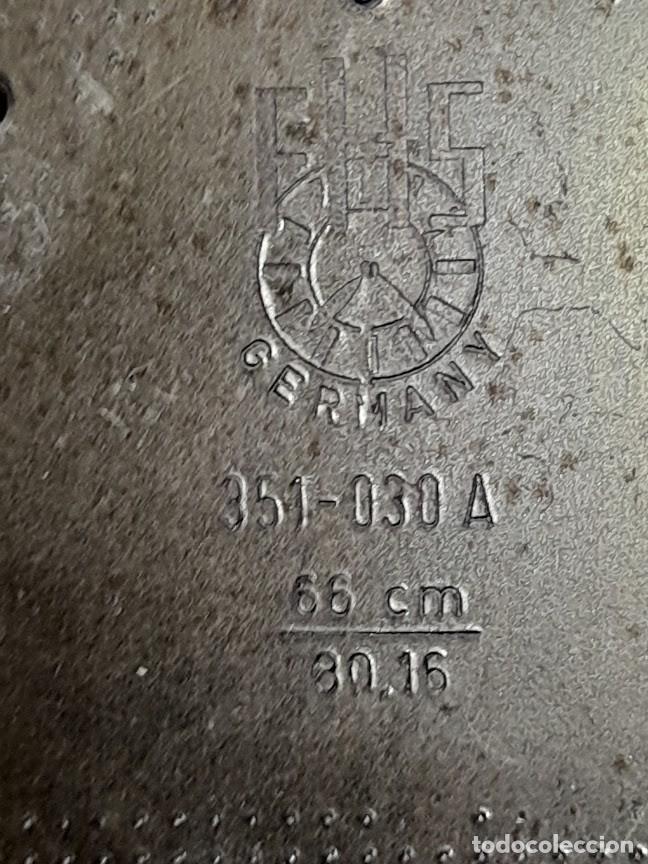 FHS
GERMANY
351-030 A
66 cm
80.16
todocoleccion